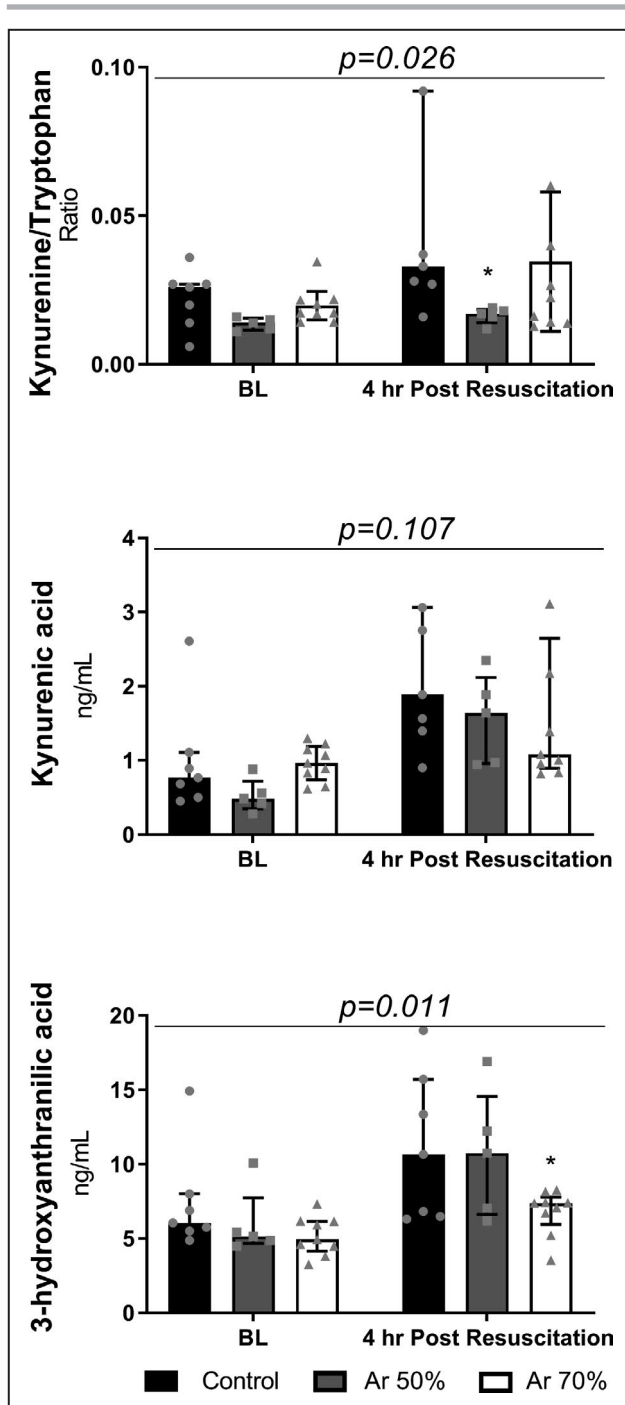 p=0.026
Kynurenine/Tryptophan
Ratio
0.10
0.05
0.00
*
BL
4 hr Post Resuscitation
p=0.107
Kynurenic acid
ng/mL
4
3
2
1
0
BL
4 hr Post Resuscitation
p=0.011
3-hydroxyanthranilic acid
ng/mL
20
15
10
5
0
*
BL
4 hr Post Resuscitation
Control
Ar 50%
Ar 70%